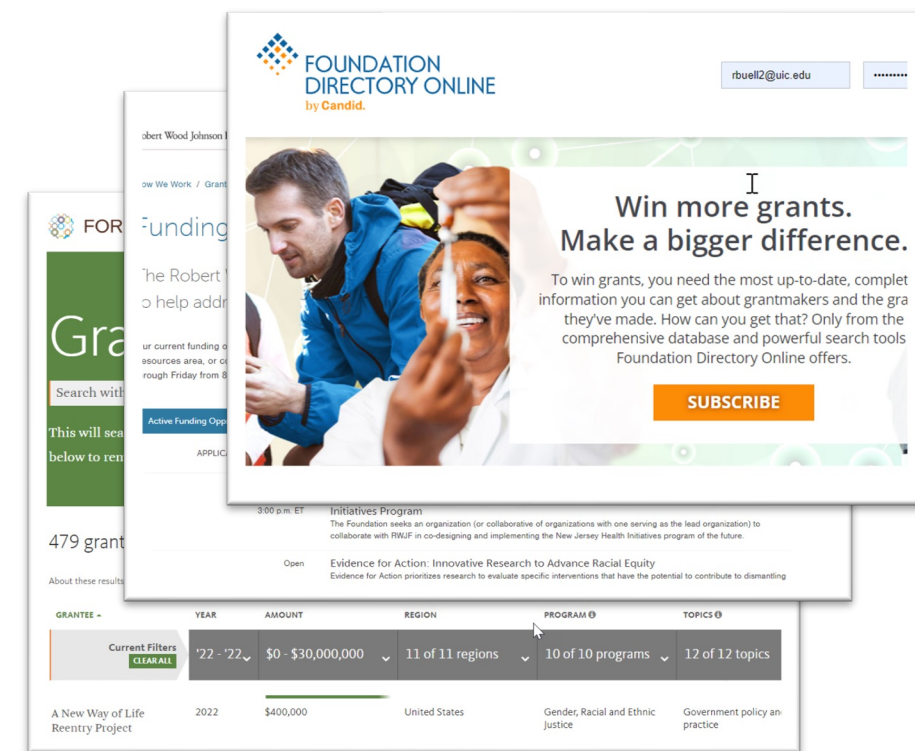 FOUNDATION
DIRECTORY ONLINE
by Candid.
rbuell2@uic.edu
Win more grants.
Make a bigger difference.
To win grants, you need the most up-to-date, complet
information you can get about grantmakers and the gra
they've made. How can you get that? Only from the
comprehensive database and powerful search tools
Foundation Directory Online offers.
SUBSCRIBE
obert Wood Johnson
ow We Work / Grant
Funding
The Robert
o help addr
ur current funding o
esources area, or co
rough Friday from 8
Active Funding Opp
APPLICA
3:00 p.m. ET Initiatives Program
The Foundation seeks an organization (or collaborative of organizations with one serving as the lead organization) to
collaborate with RWJF in co-designing and implementing the New Jersey Health Initiatives program of the future.
Open Evidence for Action: Innovative Research to Advance Racial Equity
Evidence for Action prioritizes research to evaluate specific interventions that have the potential to contribute to dismantling
FOR
Gra
Search with
This will sea
below to rem
479 grant
About these results
GRANTEE YEAR AMOUNT REGION PROGRAM TOPICS
Current Filters
CLEAR ALL
'22 - '22 $0 - $30,000,000 11 of 11 regions 10 of 10 programs 12 of 12 topics
A New Way of Life
Reentry Project
2022 $400,000 United States
Gender, Racial and Ethnic
Justice
Government policy an
practice